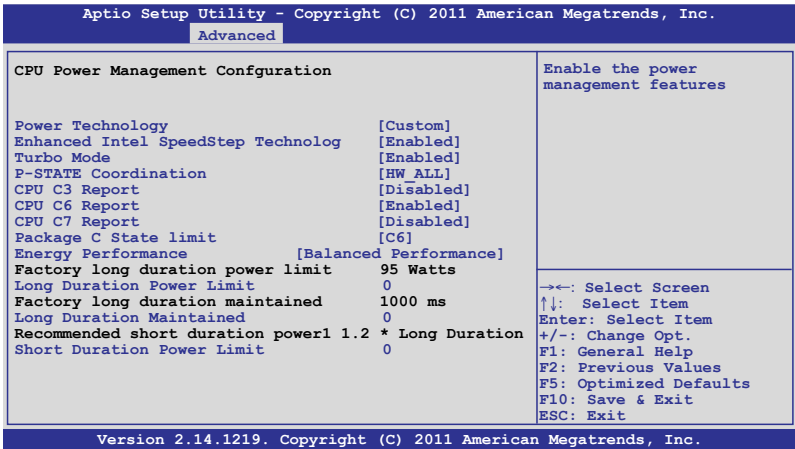 Aptio Setup Utility - Copyright (C) 2011 American Megatrends, Inc.
Advanced
CPU Power Management Confguration
Power Technology [Custom]
Enhanced Intel SpeedStep Technolog [Enabled]
Turbo Mode [Enabled]
P-STATE Coordination [HW_ALL]
CPU C3 Report [Disabled]
CPU C6 Report [Enabled]
CPU C7 Report [Disabled]
Package C State limit [C6]
Energy Performance [Balanced Performance]
Factory long duration power limit 95 Watts
Long Duration Power Limit 0
Factory long duration maintained 1000 ms
Long Duration Maintained 0
Recommended short duration power1 1.2 * Long Duration
Short Duration Power Limit 0
Enable the power
management features
→←: Select Screen
↑↓: Select Item
Enter: Select Item
+/-: Change Opt.
F1: General Help
F2: Previous Values
F5: Optimized Defaults
F10: Save & Exit
ESC: Exit
Version 2.14.1219. Copyright (C) 2011 American Megatrends, Inc.